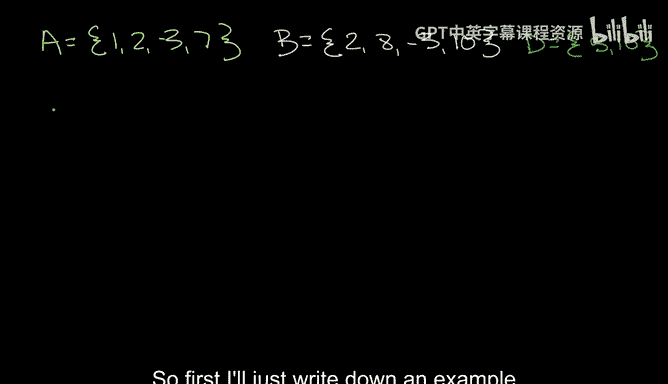 A = {1, 2, -3, 7} B = {2, 8, -3, 10} D = { , 10}
GPT中英字幕课程资源 bilibili
So first I'll just write down an example